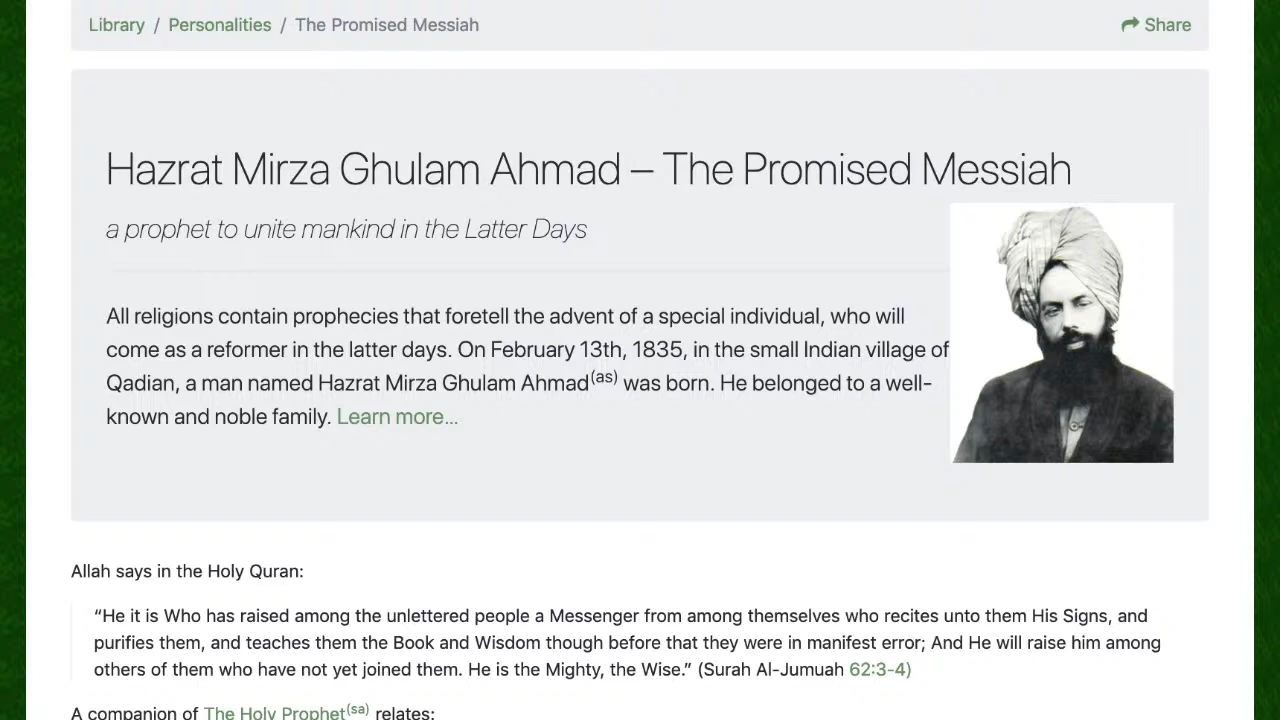 Library / Personalities / The Promised Messiah
Share
Hazrat Mirza Ghulam Ahmad – The Promised Messiah
a prophet to unite mankind in the Latter Days
All religions contain prophecies that foretell the advent of a special individual, who will
come as a reformer in the latter days. On February 13th, 1835, in the small Indian village of
Qadian, a man named Hazrat Mirza Ghulam Ahmad(as) was born. He belonged to a well-
known and noble family. Learn more...
Allah says in the Holy Quran:
“He it is Who has raised among the unlettered people a Messenger from among themselves who recites unto them His Signs, and
purifies them, and teaches them the Book and Wisdom though before that they were in manifest error; And He will raise him among
others of them who have not yet joined them. He is the Mighty, the Wise.” (Surah Al-Jumuah 62:3-4)
A companion of The Holy Prophet(sa) relates: